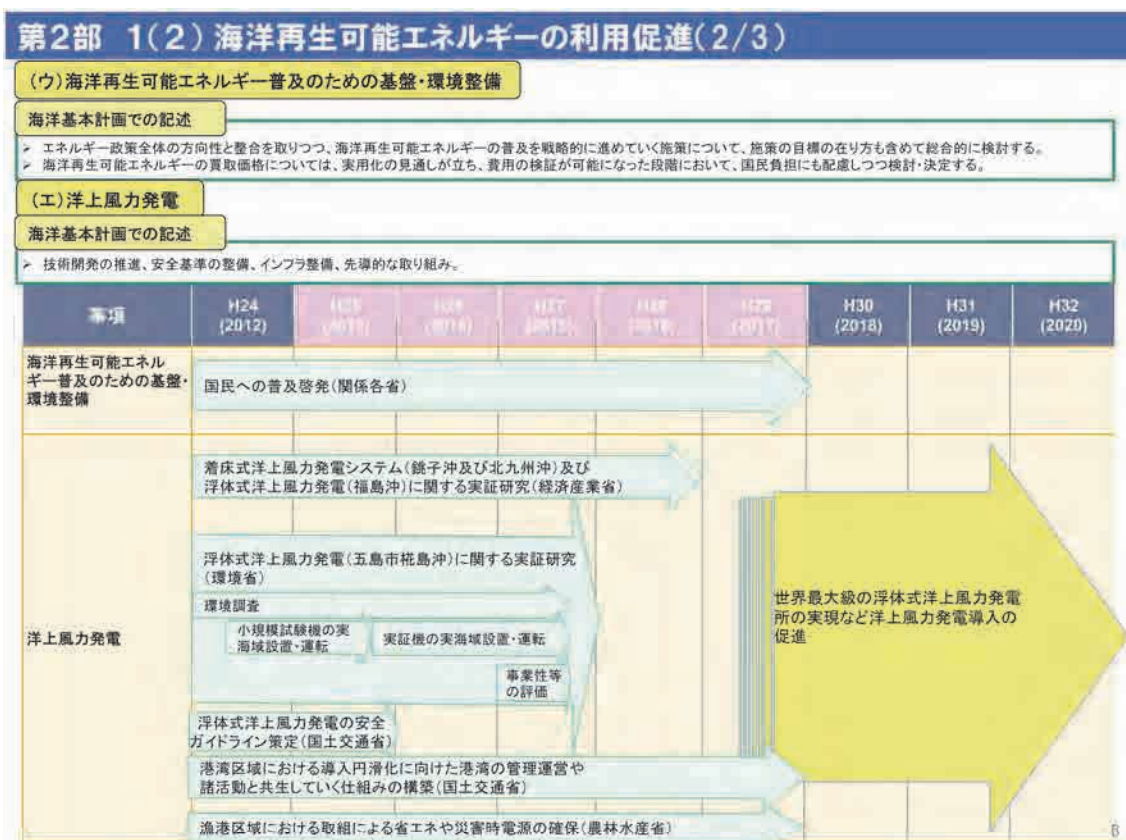 第2部 1(2)海洋再生可能エネルギーの利用促進(2/3)
(ウ)海洋再生可能エネルギー普及のための基盤・環境整備
海洋基本計画での記述
➢ エネルギー政策全体の方向性と整合を取りつつ、海洋再生可能エネルギーの普及を戦略的に進めていく施策について、施策の目標の在り方も含めて総合的に検討する。
➢ 海洋再生可能エネルギーの買取価格については、実用化の見通しが立ち、費用の検証が可能になった段階において、国民負担にも配慮しつつ検討・決定する。
(エ)洋上風力発電
海洋基本計画での記述
➢ 技術開発の推進、安全基準の整備、インフラ整備、先導的な取り組み。
事項
H24
(2012)
H25
(2013)
H26
(2014)
H27
(2015)
H28
(2016)
H29
(2017)
H30
(2018)
H31
(2019)
H32
(2020)
海洋再生可能エネル
ギー普及のための基盤・
環境整備
国民への普及啓発(関係各省)
洋上風力発電
着床式洋上風力発電システム(銚子沖及び北九州沖)及び
浮体式洋上風力発電(福島沖)に関する実証研究(経済産業省)
浮体式洋上風力発電(五島市椛島沖)に関する実証研究
(環境省)
環境調査
小規模試験機の実
海域設置・運転
実証機の実海域設置・運転
事業性等
の評価
浮体式洋上風力発電の安全
ガイドライン策定(国土交通省)
港湾区域における導入円滑化に向けた港湾の管理運営や
諸活動と共生していく仕組みの構築(国土交通省)
漁港区域における取組による省エネや災害時電源の確保(農林水産省)
世界最大級の浮体式洋上風力発電
所の実現など洋上風力発電導入の
促進